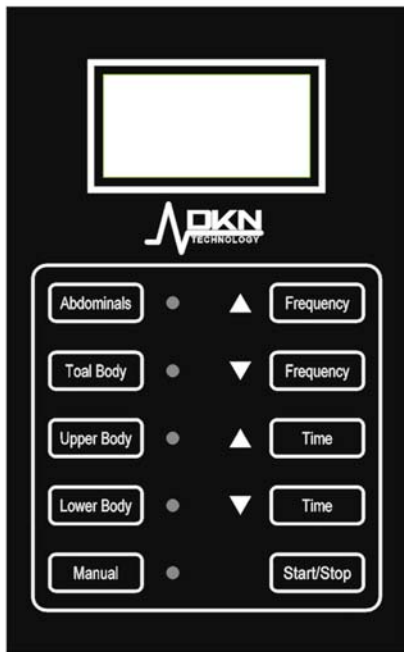 DKN
TECHNOLOGY
Abdominals ▲ Frequency
Toal Body ▼ Frequency
Upper Body ▲ Time
Lower Body ▼ Time
Manual Start/Stop